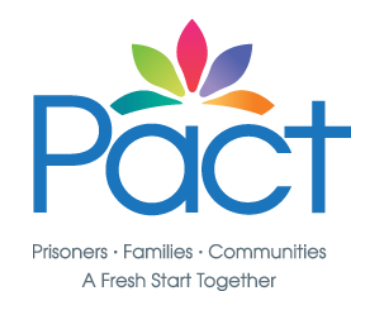 Pact
Prisoners · Families · Communities
A Fresh Start Together